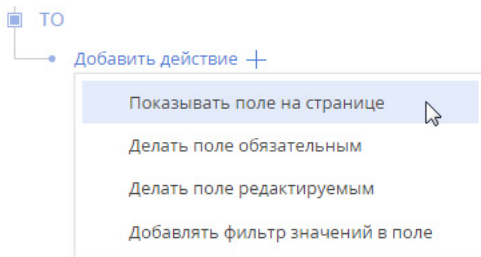 ТО
Добавить действие
Показывать поле на странице
Делать поле обязательным
Делать поле редактируемым
Добавлять фильтр значений в поле